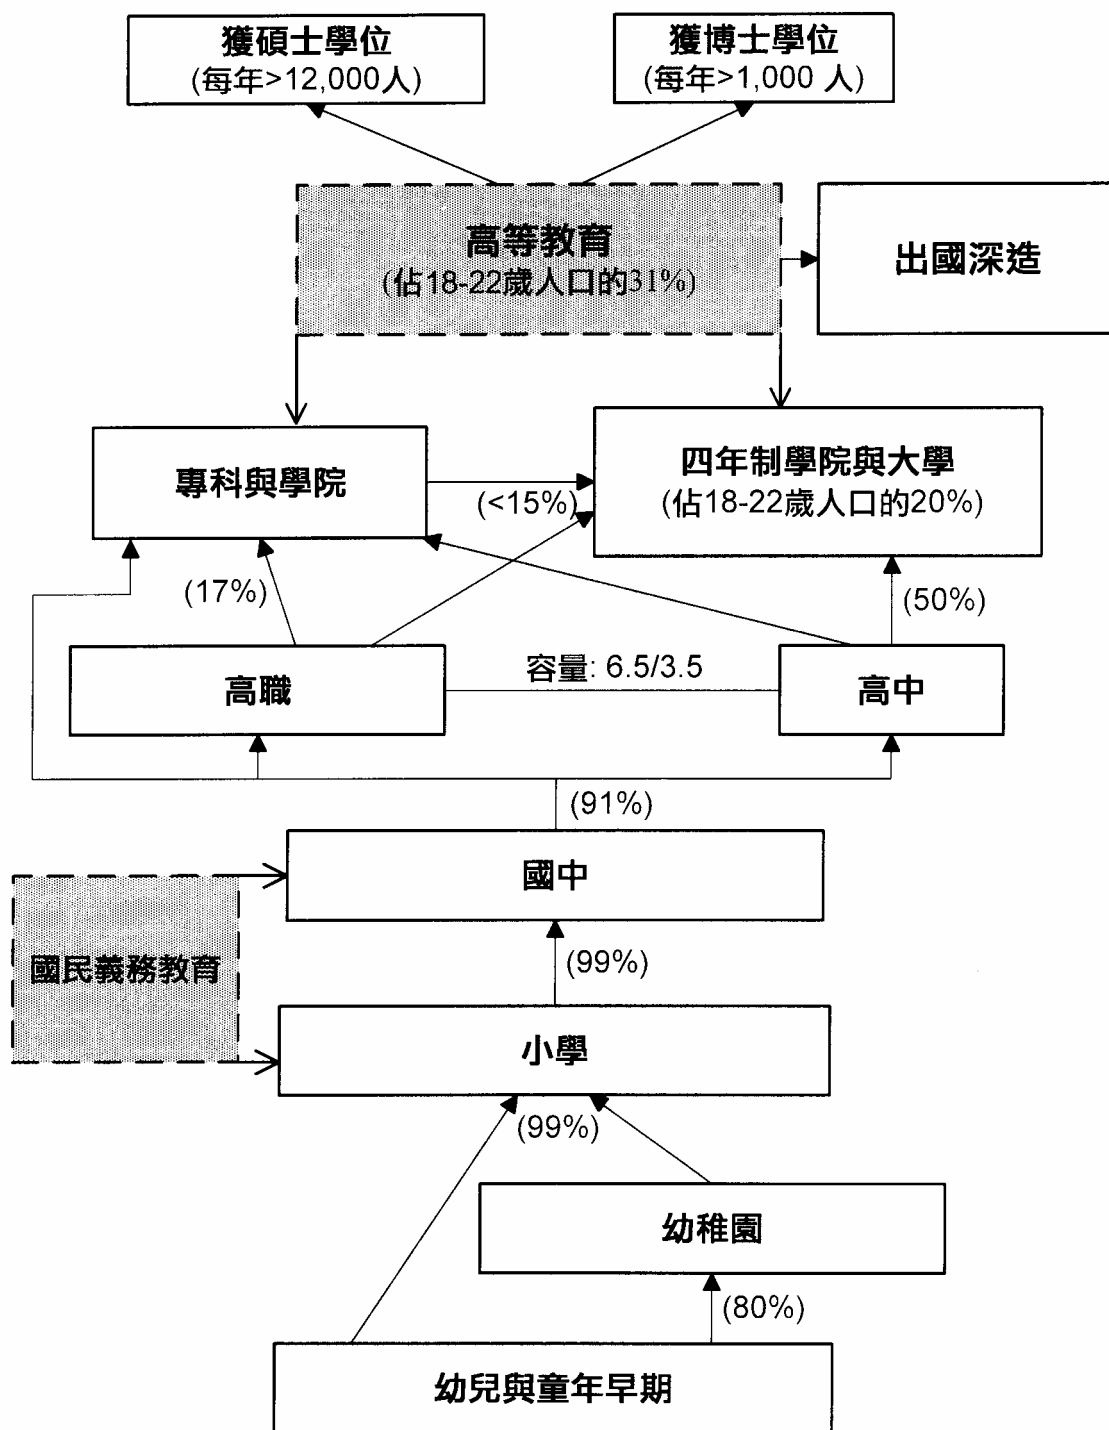 獲碩士學位
(每年>12,000人)
獲博士學位
(每年>1,000 人)
高等教育
(佔18-22歲人口的31%)
出國深造
專科與學院
(<15%)
四年制學院與大學
(佔18-22歲人口的20%)
(17%)
(50%)
高職
容量: 6.5/3.5
高中
(91%)
國中
國民義務教育
(99%)
小學
(99%)
幼稚園
(80%)
幼兒與童年早期